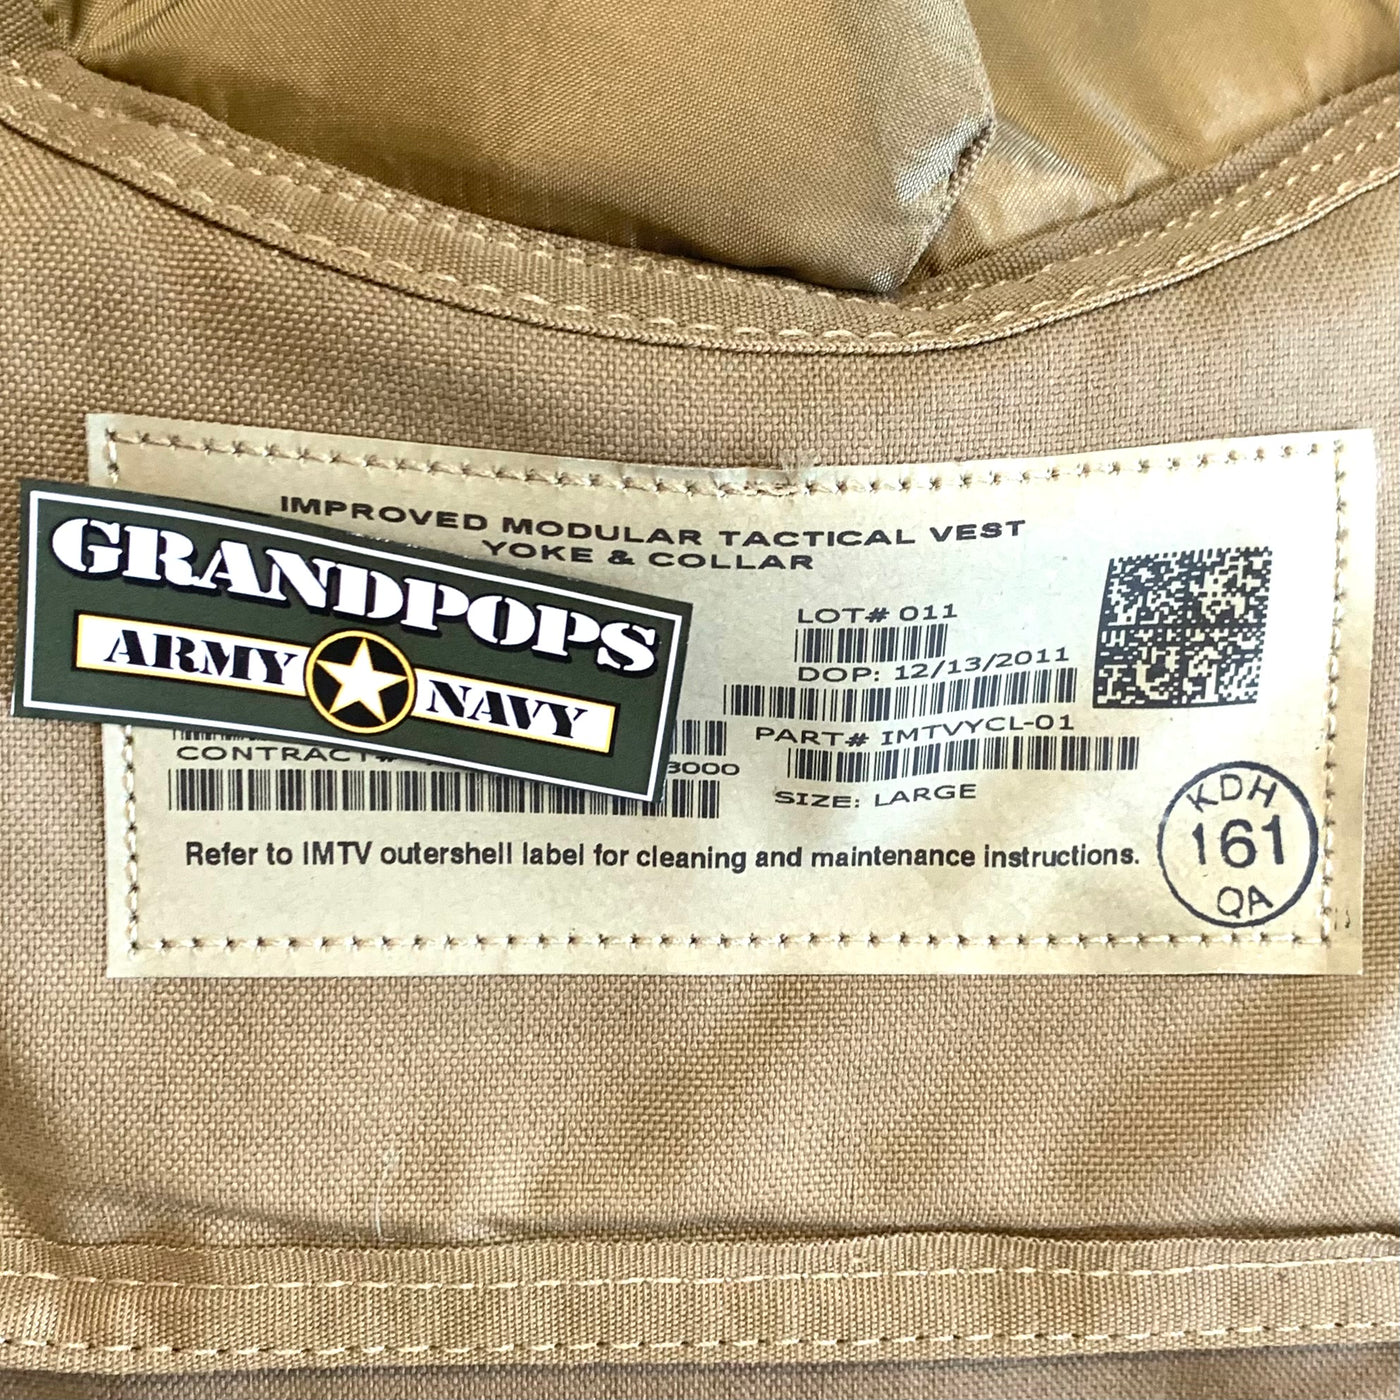 IMPROVED MODULAR TACTICAL VEST
YOKE & COLLAR
GRANDPOPS
ARMY NAVY
LOT# 011
DOP: 12/13/2011
PART# IMTVYCL-01
SIZE: LARGE
CONTRACT#
3000
Refer to IMTV outershell label for cleaning and maintenance instructions.
KDH
161
QA